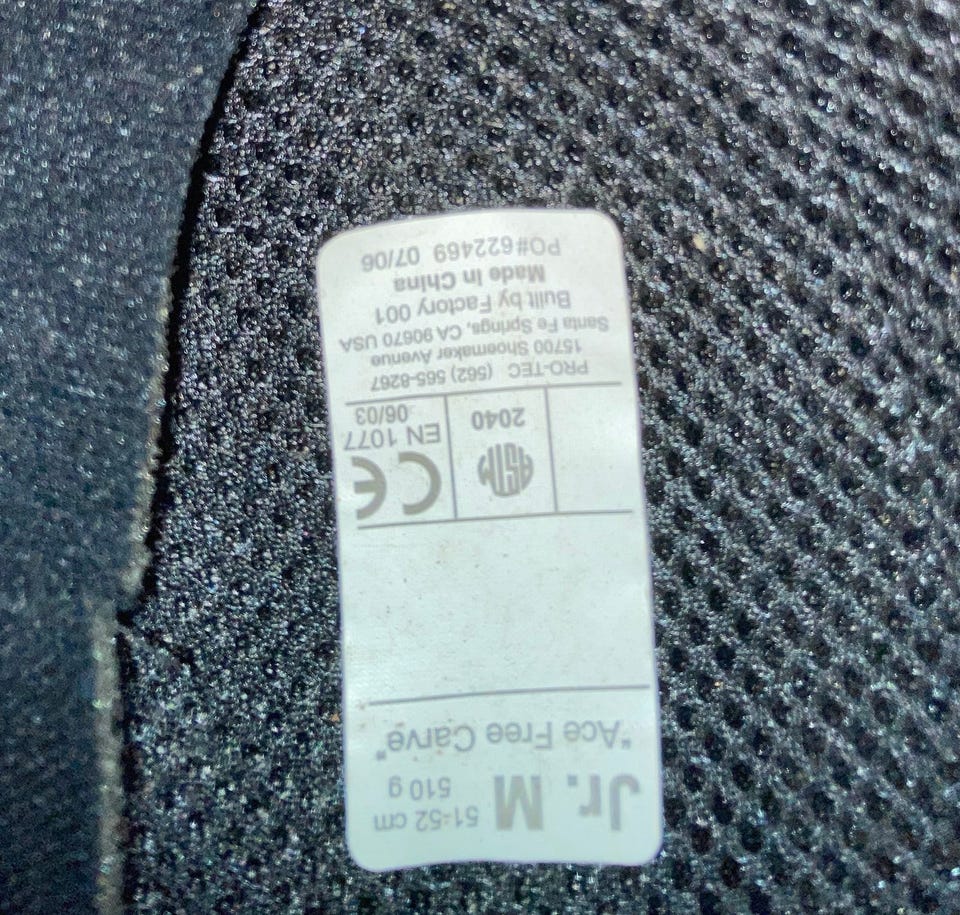 Jr. M 51-52 cm
510 g
"Ace Free Carve"
CE ASTM
EN 1077 2040
06/03
PRO-TEC (562) 565-8267
15700 Shoemaker Avenue
Santa Fe Springs, CA 90670 USA
Built by Factory 001
Made In China
PO#622469 07/06